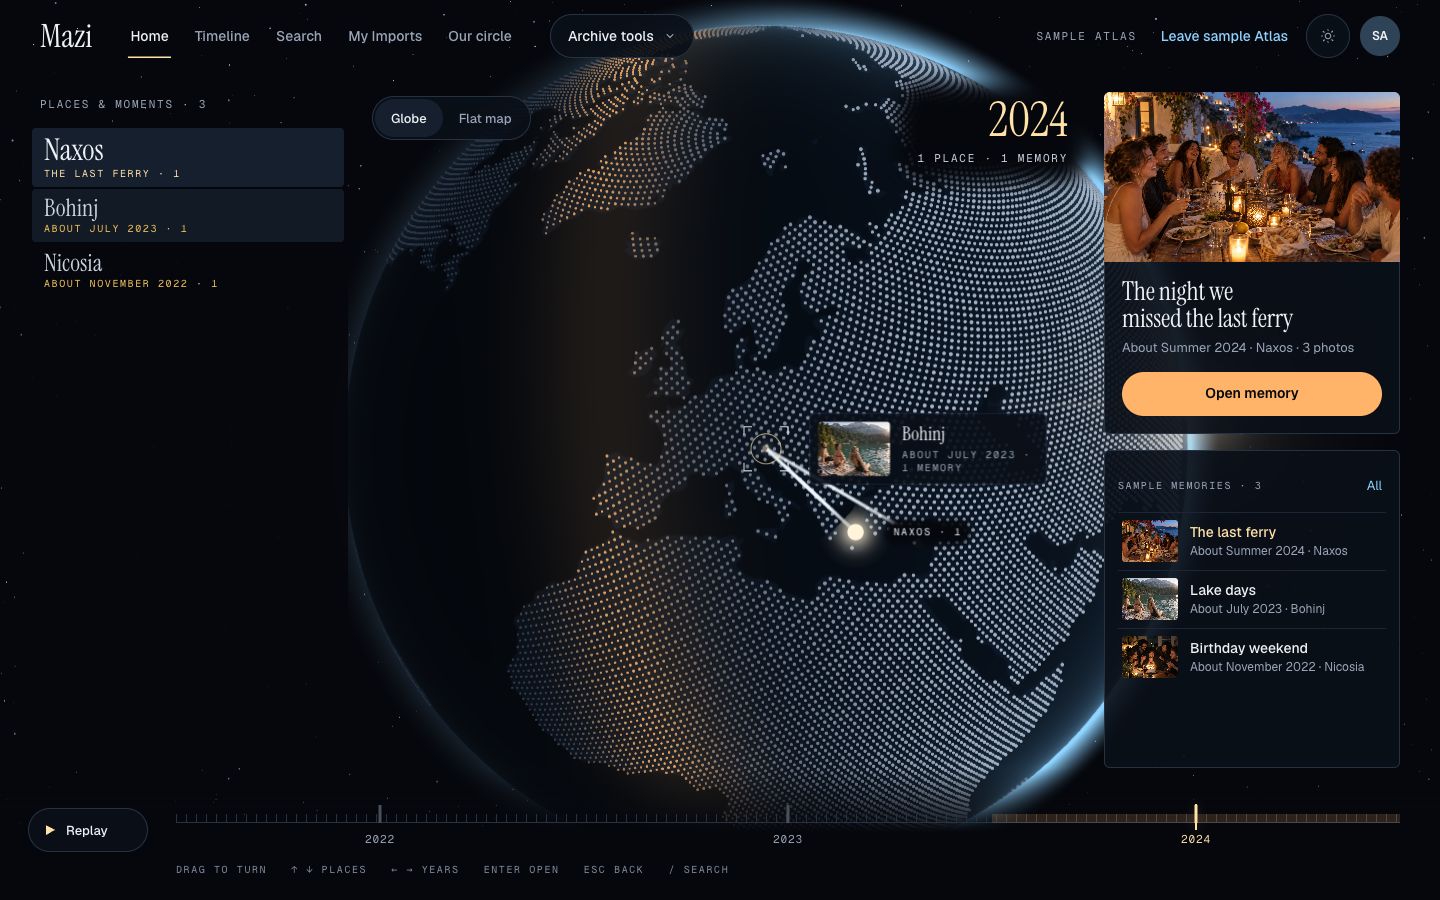 Mazi
Home
Timeline
Search
My Imports
Our circle
Archive tools
SAMPLE ATLAS
Leave sample Atlas
SA
PLACES & MOMENTS · 3
Naxos
THE LAST FERRY · 1
Bohinj
ABOUT JULY 2023 · 1
Nicosia
ABOUT NOVEMBER 2022 · 1
Globe
Flat map
2024
1 PLACE · 1 MEMORY
Bohinj
ABOUT JULY 2023 ·
1 MEMORY
NAXOS · 1
The night we
missed the last ferry
About Summer 2024 · Naxos · 3 photos
Open memory
SAMPLE MEMORIES · 3
All
The last ferry
About Summer 2024 · Naxos
Lake days
About July 2023 · Bohinj
Birthday weekend
About November 2022 · Nicosia
Replay
2022
2023
2024
DRAG TO TURN
↑ ↓ PLACES
← → YEARS
ENTER OPEN
ESC BACK
/ SEARCH